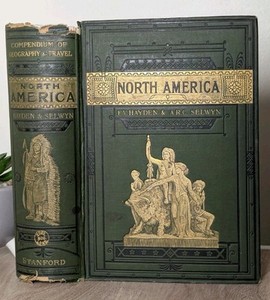 COMPENDIUM OF
GEOGRAPHY & TRAVEL
NORTH
AMERICA
HAYDEN & SELWYN
STANFORD
NORTH AMERICA
F.V. HAYDEN & A.R.C. SELWYN